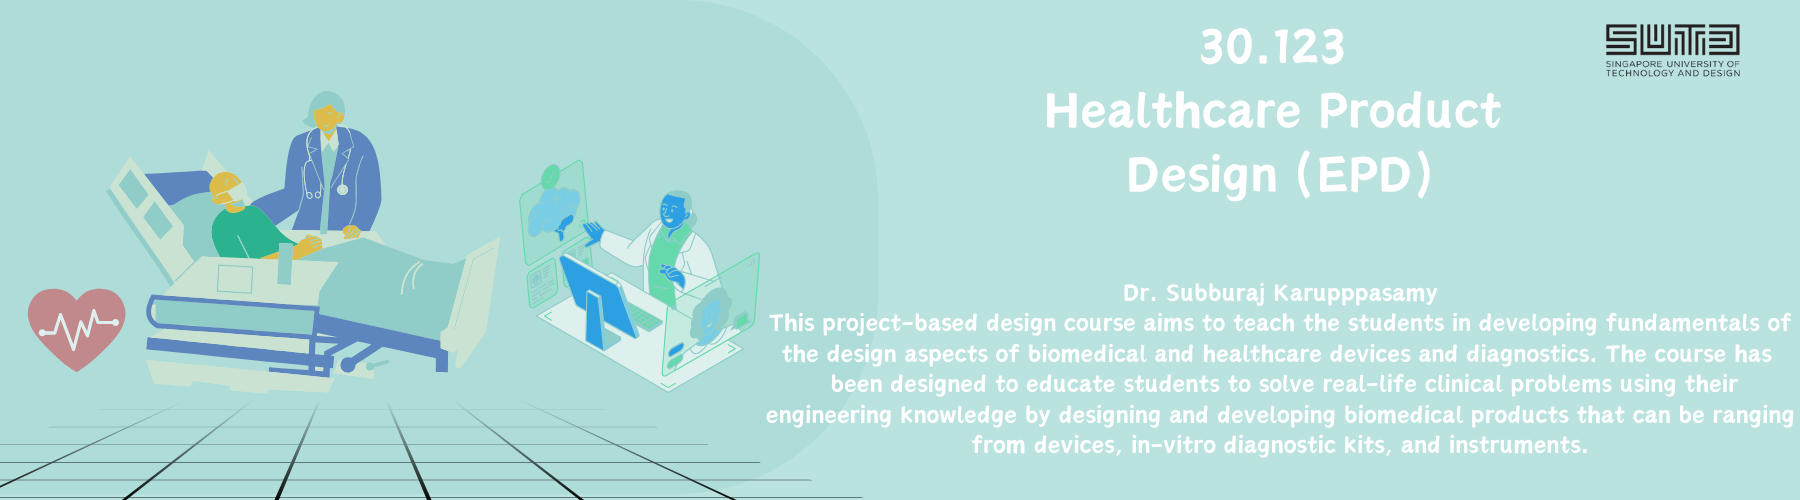 30.123
Healthcare Product
Design (EPD)
SUTD
SINGAPORE UNIVERSITY OF
TECHNOLOGY AND DESIGN
Dr. Subburaj Karupppasamy
This project-based design course aims to teach the students in developing fundamentals of
the design aspects of biomedical and healthcare devices and diagnostics. The course has
been designed to educate students to solve real-life clinical problems using their
engineering knowledge by designing and developing biomedical products that can be ranging
from devices, in-vitro diagnostic kits, and instruments.